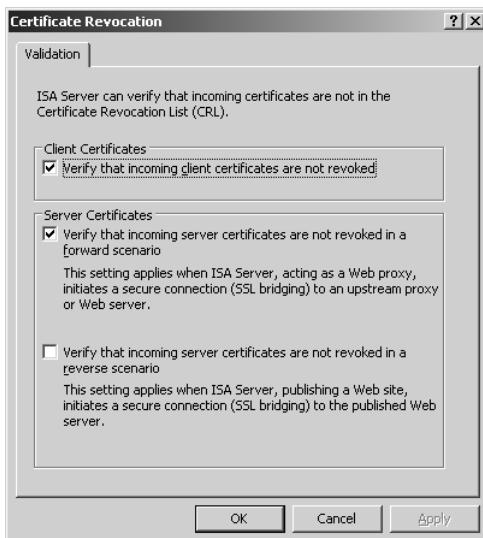 Certificate Revocation
Validation
ISA Server can verify that incoming certificates are not in the
Certificate Revocation List (CRL).
Client Certificates
Verify that incoming client certificates are not revoked
Server Certificates
Verify that incoming server certificates are not revoked in a
forward scenario
This setting applies when ISA Server, acting as a Web proxy,
initiates a secure connection (SSL bridging) to an upstream proxy
or Web server.
Verify that incoming server certificates are not revoked in a
reverse scenario
This setting applies when ISA Server, publishing a Web site,
initiates a secure connection (SSL bridging) to the published Web
server.
OK Cancel Apply